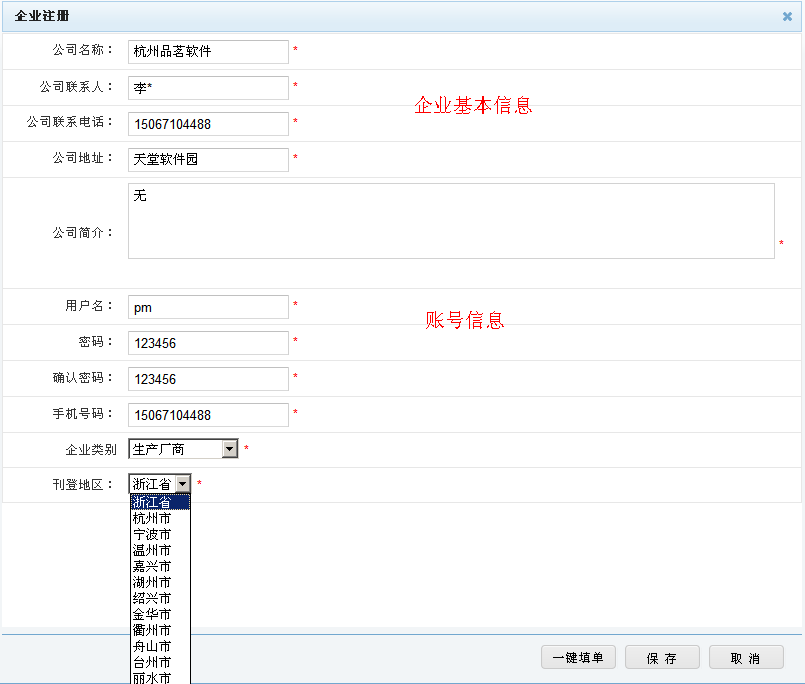 企业注册
公司名称： 杭州品茗软件 *
公司联系人： 李* *
企业基本信息
公司联系电话： 15067104488 *
公司地址： 天堂软件园 *
公司简介： 无 *
用户名： pm *
账号信息
密码： 123456 *
确认密码： 123456 *
手机号码： 15067104488 *
企业类别 生产厂商 *
刊登地区： 浙江省 *
浙江省
杭州市
宁波市
温州市
嘉兴市
湖州市
绍兴市
金华市
衢州市
舟山市
台州市
丽水市
一键填单 保 存 取 消